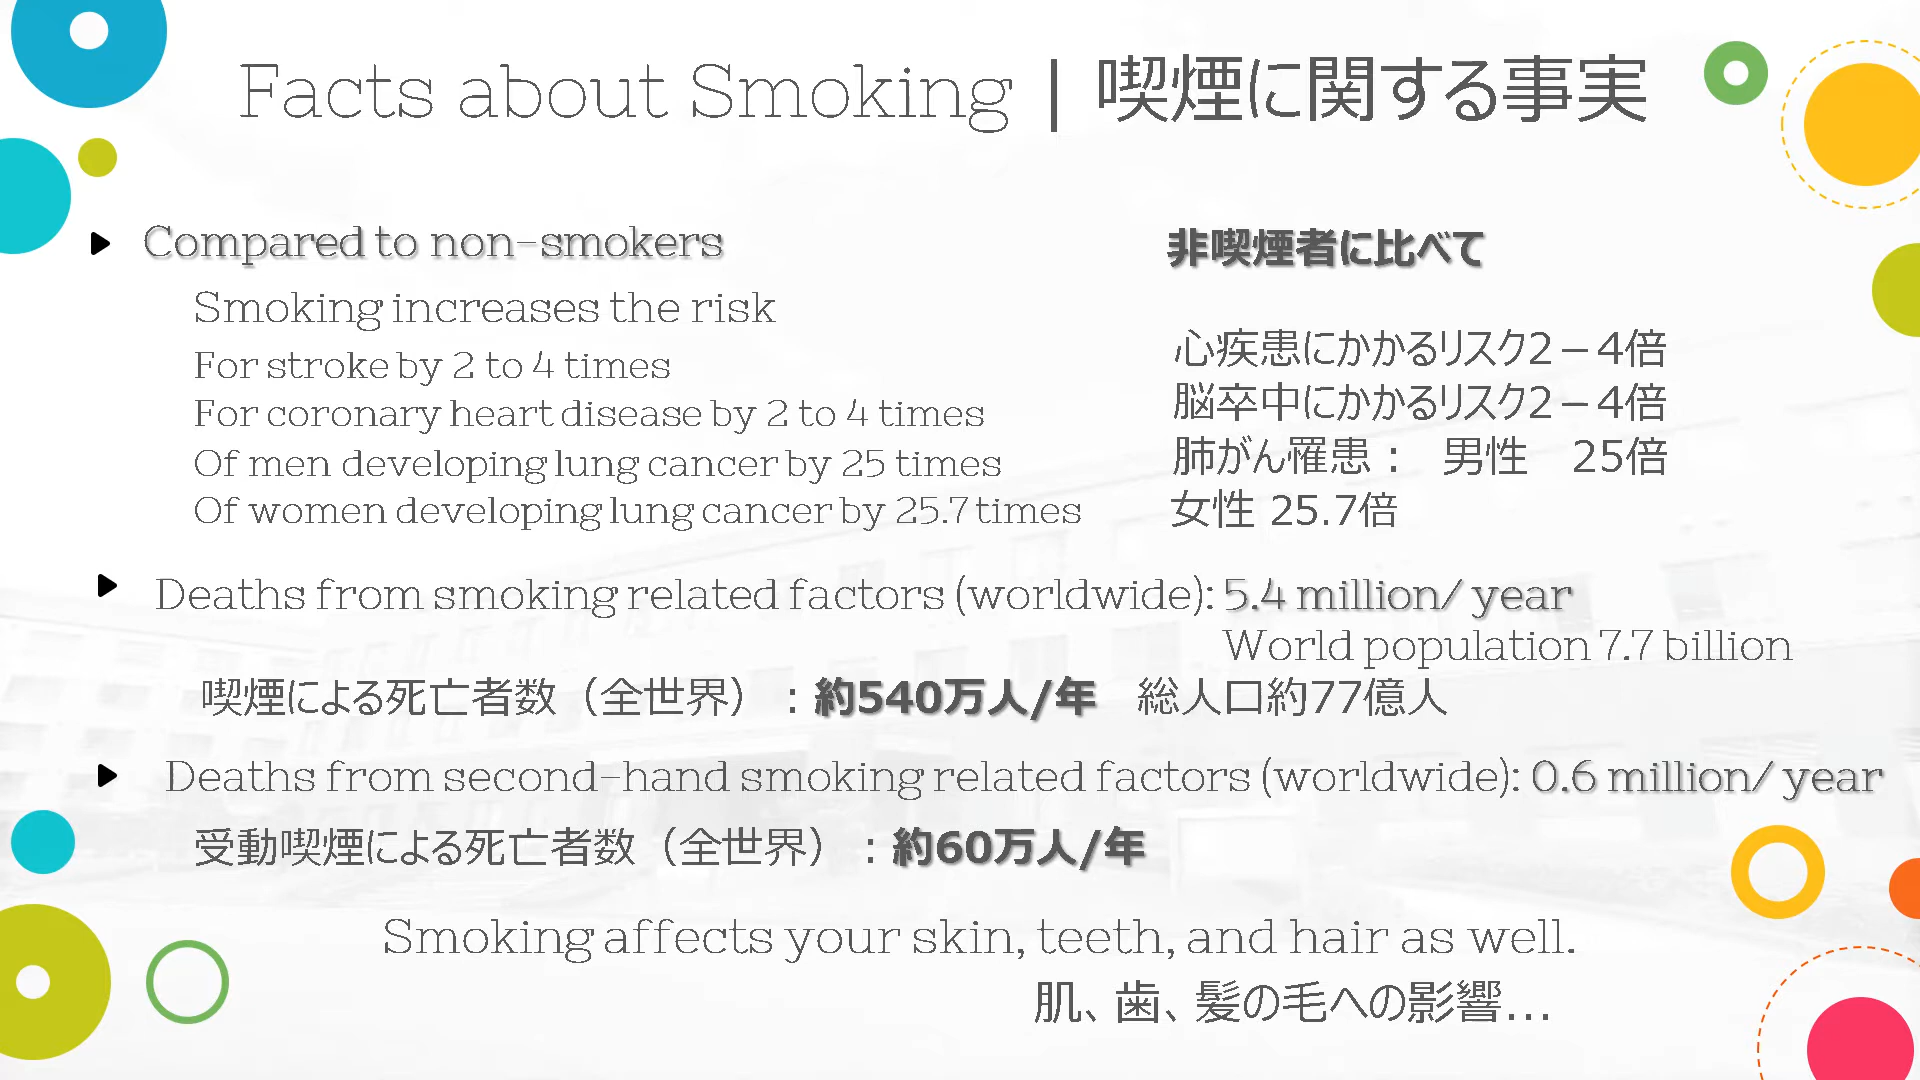 Facts about Smoking | 喫煙に関する事実
Compared to non-smokers
Smoking increases the risk
For stroke by 2 to 4 times
For coronary heart disease by 2 to 4 times
Of men developing lung cancer by 25 times
Of women developing lung cancer by 25.7 times
非喫煙者に比べて
心疾患にかかるリスク2－4倍
脳卒中にかかるリスク2－4倍
肺がん罹患：　男性　25倍
女性 25.7倍
Deaths from smoking related factors (worldwide): 5.4 million/ year
World population 7.7 billion
喫煙による死亡者数（全世界）：約540万人/年　総人口約77億人
Deaths from second-hand smoking related factors (worldwide): 0.6 million/ year
受動喫煙による死亡者数（全世界）：約60万人/年
Smoking affects your skin, teeth, and hair as well.
肌、歯、髪の毛への影響…